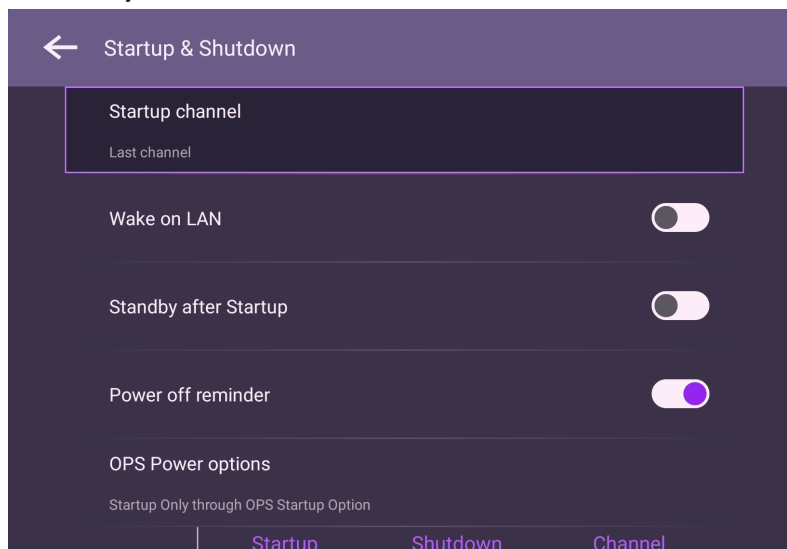 Startup & Shutdown
Startup channel
Last channel
Wake on LAN
Standby after Startup
Power off reminder
OPS Power options
Startup Only through OPS Startup Option
Startup Shutdown Channel